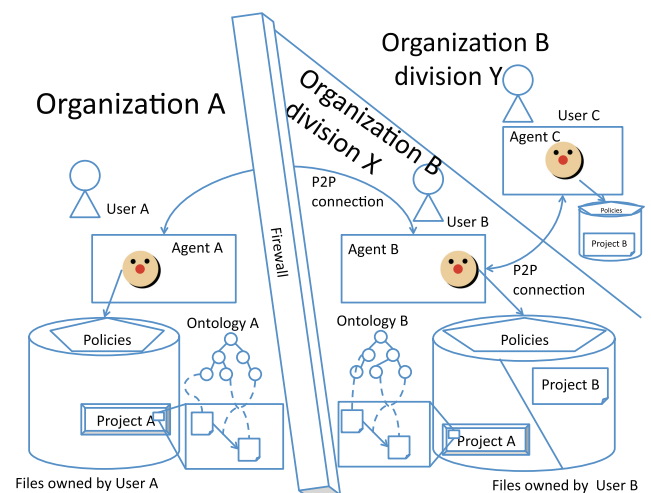 Organization A
Organization B
division X
Organization B
division Y
User C
Agent C
Policies
Project B
User A
P2P
connection
User B
Agent A
Firewall
Agent B
P2P
connection
Policies
Ontology A
Ontology B
Policies
Project B
Project A
Project A
Files owned by User A
Files owned by User B